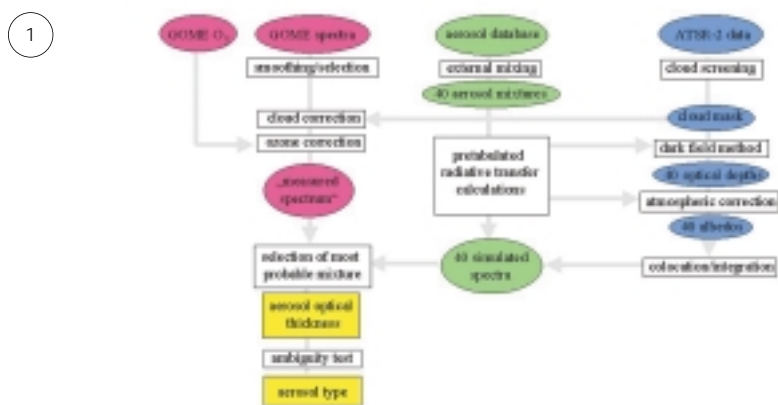 1
GOME O3
GOME spectra
aerosol database
ATSR-2 data
smoothing/selection
external mixing
cloud screening
40 aerosol mixtures
cloud correction
cloud mask
ozone correction
pretabulated
radiative transfer
calculations
dark field method
„measured
spectrum“
40 optical depths
atmospheric correction
40 albedos
selection of most
probable mixture
40 simulated
spectra
colocation/integration
aerosol optical
thickness
ambiguity test
aerosol type